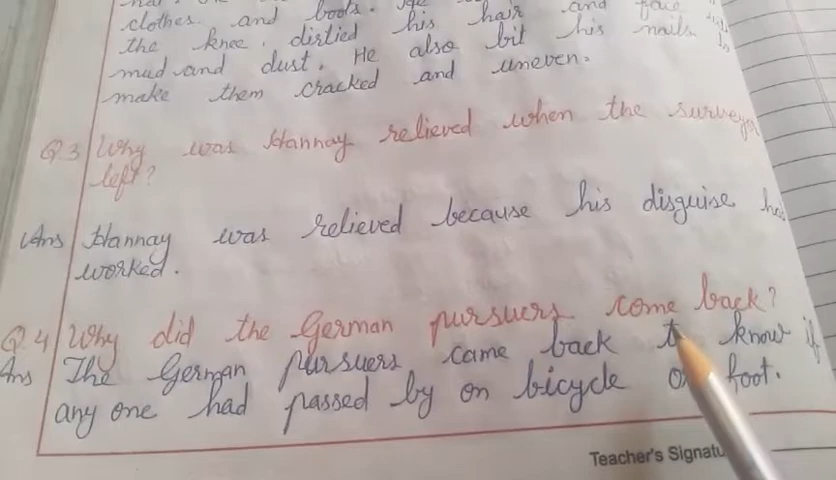 clothes and boots. hair and
the knee, dirtied his
mud and dust. He also bit his nails
make them cracked and uneven.
Q.3 Why was Hannay relieved when the
left?
Ans Hannay was relieved because his disguise
worked.
Q.4 Why did the German pursuers come back?
Ans The German pursuers came back to know if
any one had passed by on bicycle or foot.
Teacher's